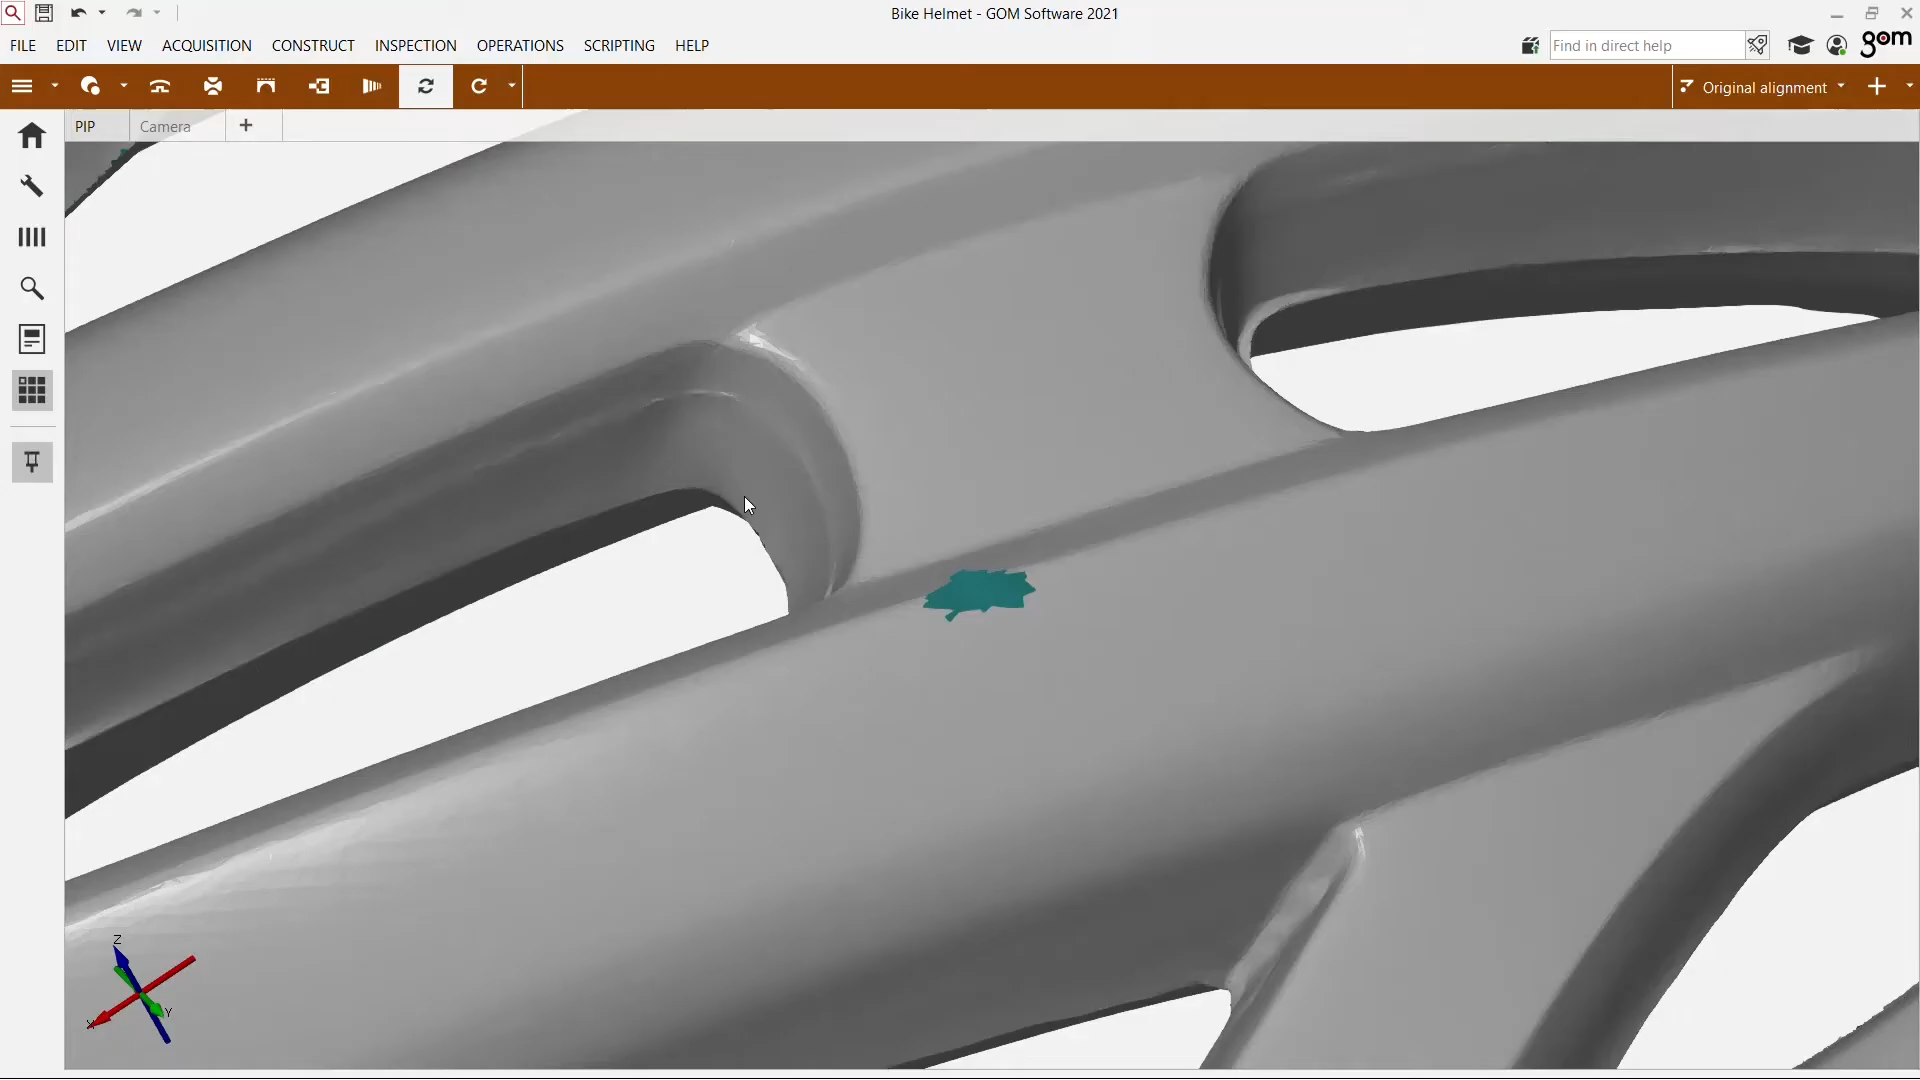 Bike Helmet - GOM Software 2021
FILE EDIT VIEW ACQUISITION CONSTRUCT INSPECTION OPERATIONS SCRIPTING HELP
Find in direct help
gom
Original alignment
PIP Camera
Z
X
Y